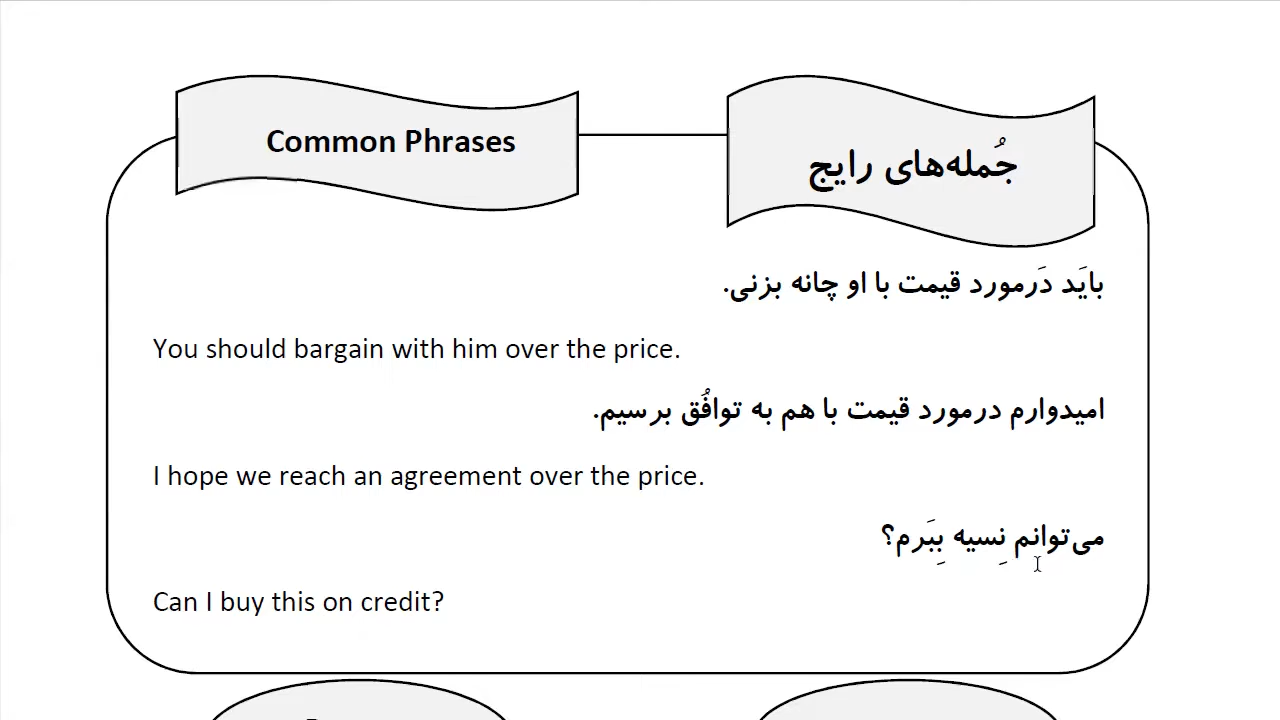 Common Phrases
جُمله‌های رایج
بایَد دَرمورد قیمت با او چانه بزنی.
You should bargain with him over the price.
امیدوارم درمورد قیمت با هم به توافُق برسیم.
I hope we reach an agreement over the price.
می‌توانم نِسیه بِبَرم؟
Can I buy this on credit?